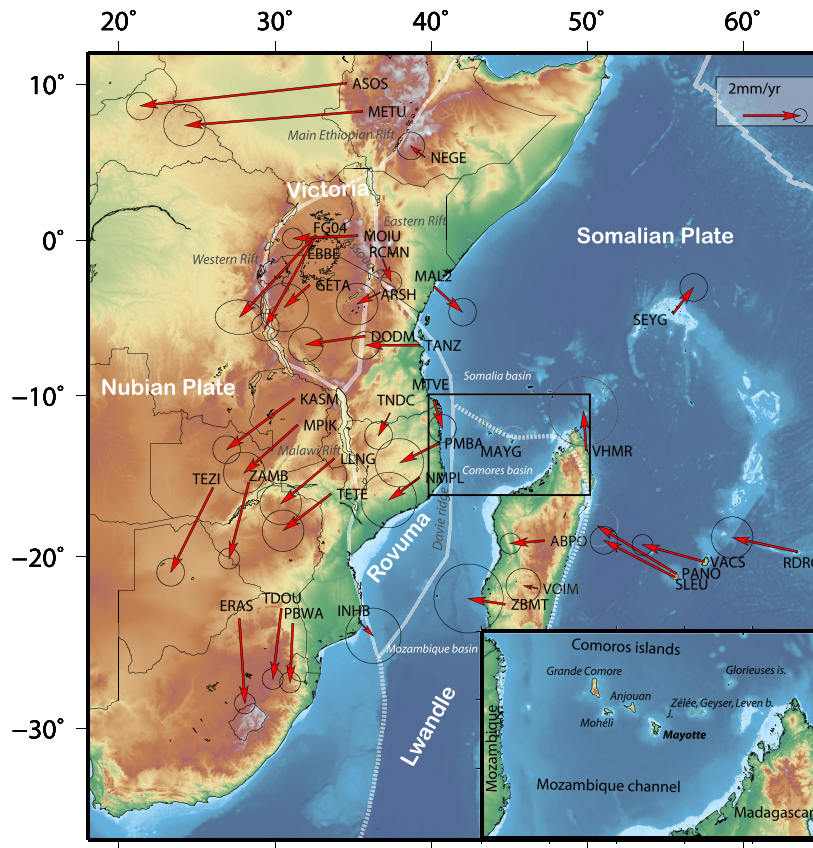 20° 30° 40° 50° 60°
10°
0°
−10°
−20°
−30°
2mm/yr
ASOS
METU
Main Ethiopian Rift
NEGE
Victoria
Eastern Rift
FG04
MOIU
Somalian Plate
EBBE
RCMN
Western Rift
MAL2
GETA
ARSH
SEYG
DODM
TANZ
Somalia basin
Nubian Plate
MTVE
KASM
TNDC
MPIK
PMBA
MAYG
VHMR
Malawi Rift
LLNG
Comores basin
TEZI
ZAMB
NMPL
TETE
Davie ridge
Rovuma
ABPO
VACS
RDRG
PANO
SLEU
VOIM
ZBMT
ERAS
TDOU
PBWA
INHB
Mozambique basin
Lwandle
Comoros islands
Grande Comore
Glorieuses is.
Anjouan
Zélée, Geyser, Leven b.
J.
Mohéli
Mayotte
Mozambique
Mozambique channel
Madagascar